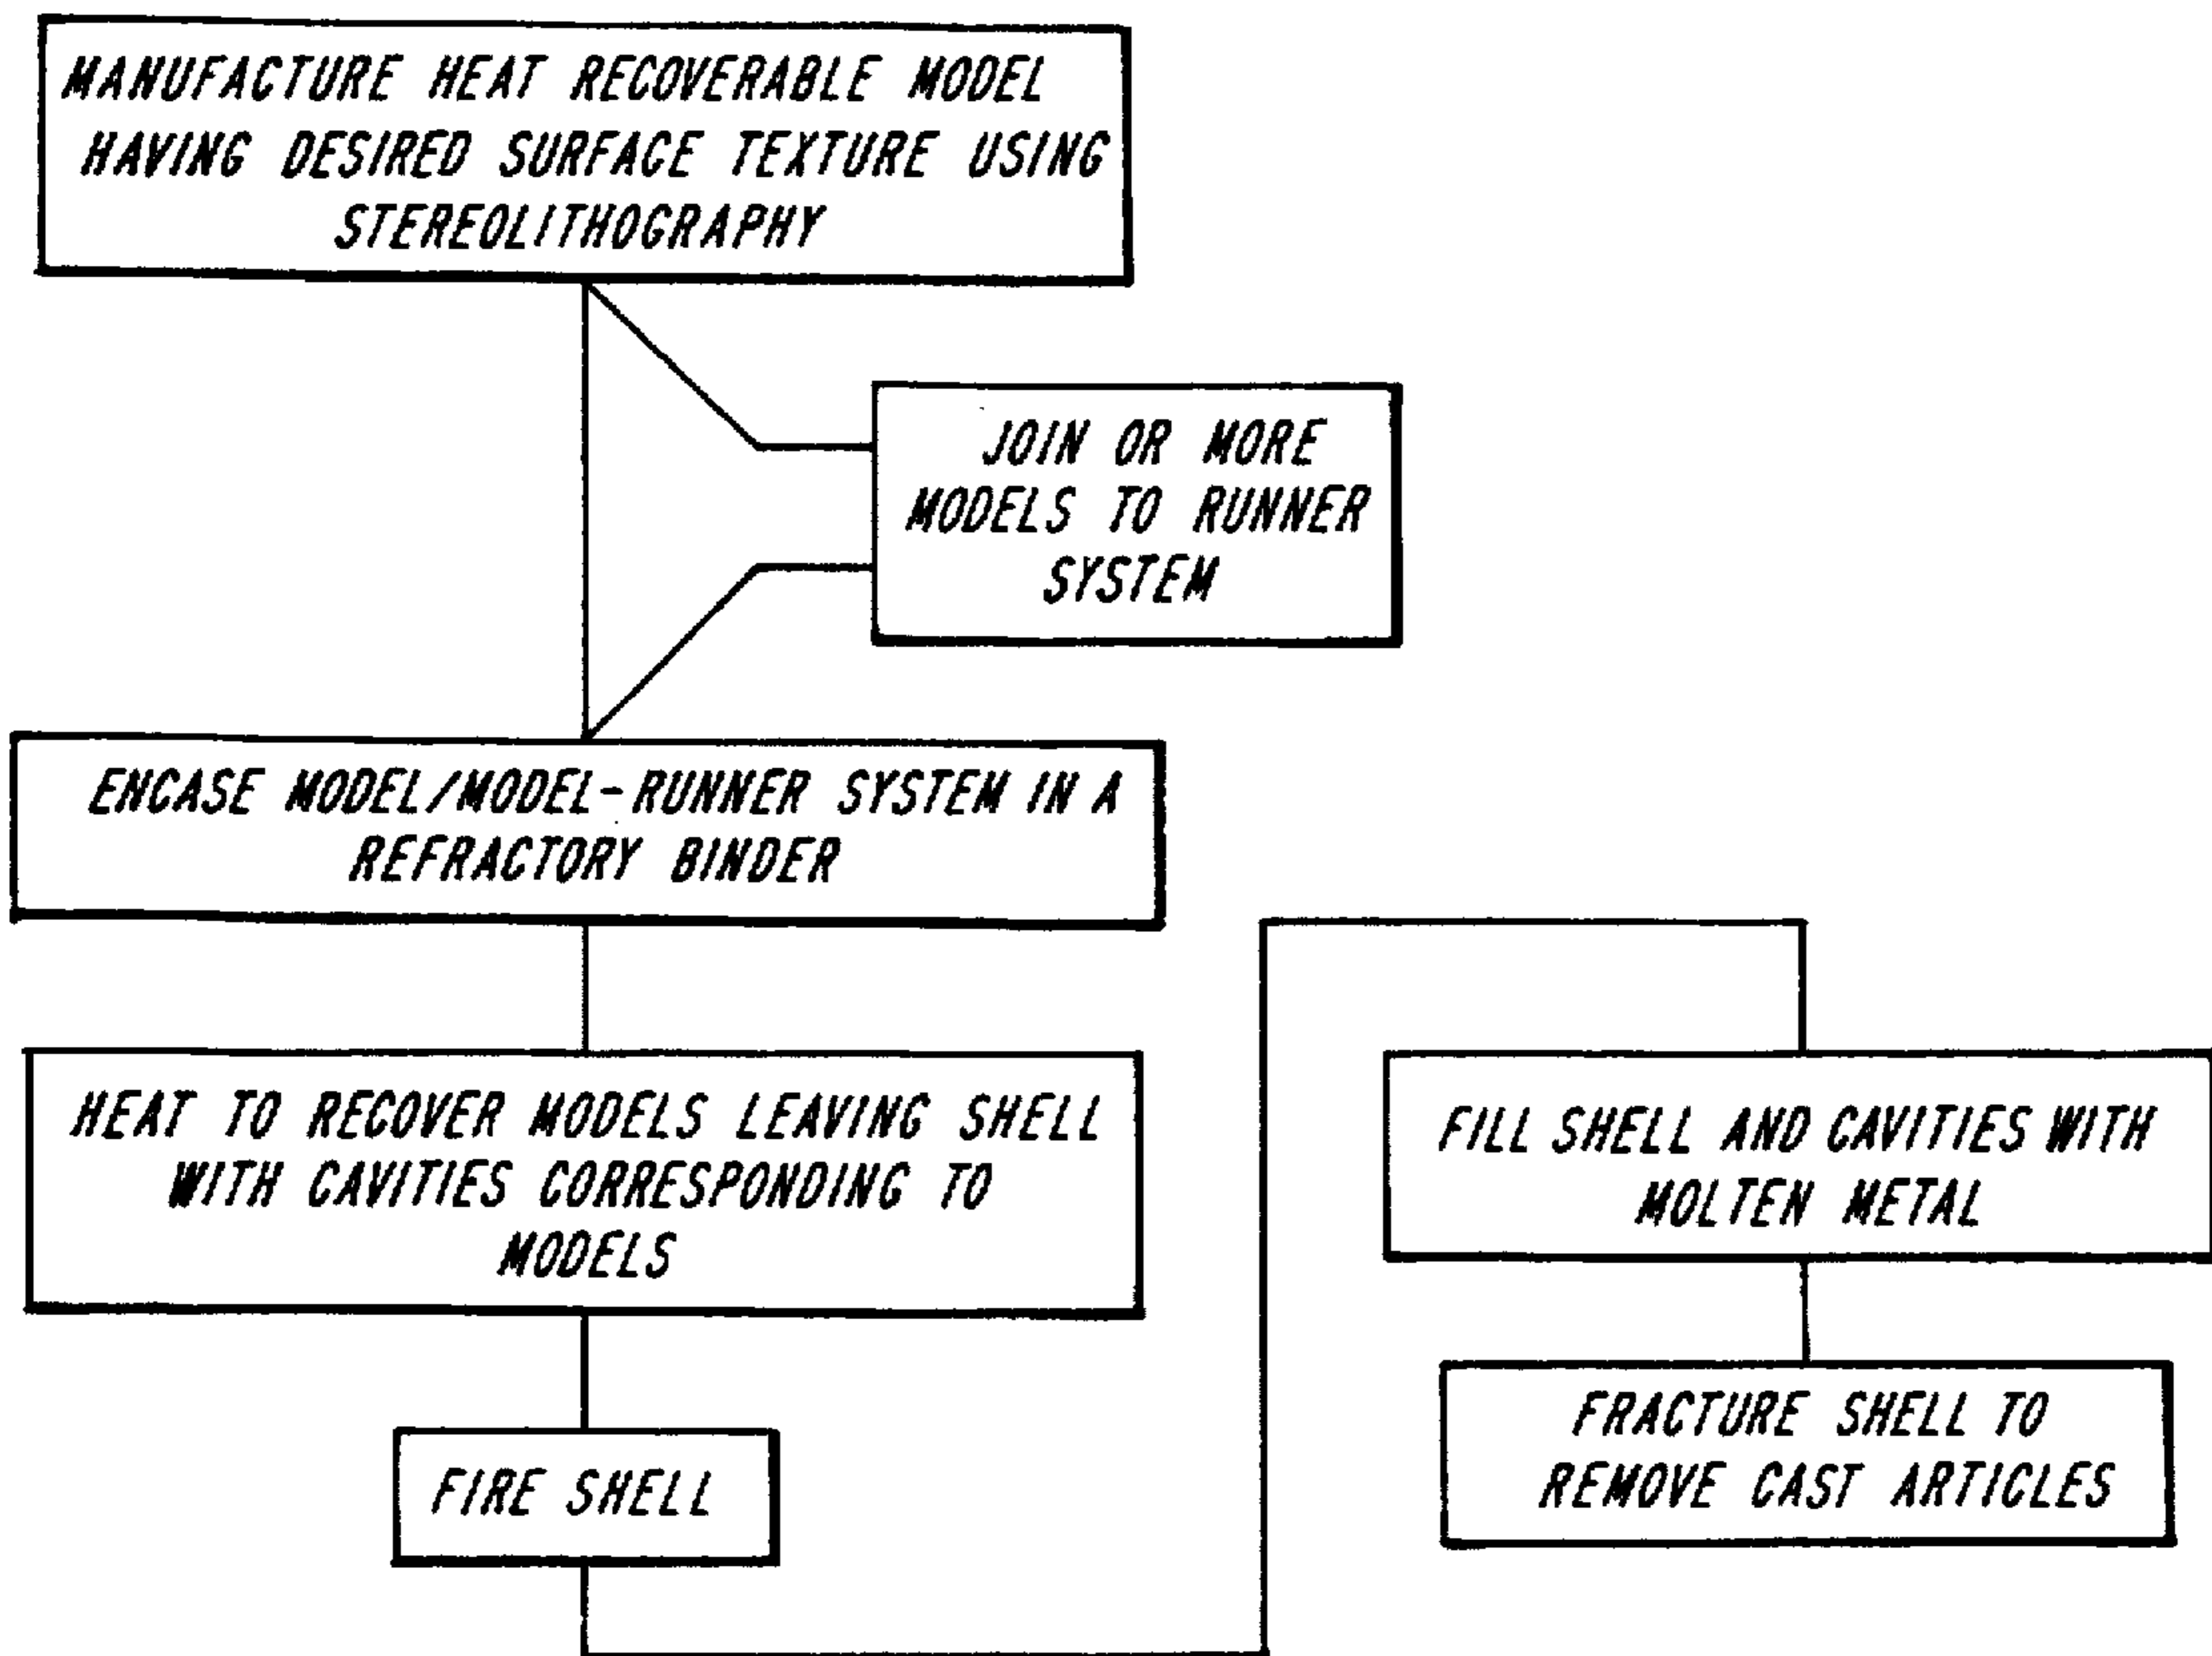 MANUFACTURE HEAT RECOVERABLE MODEL
HAVING DESIRED SURFACE TEXTURE USING
STEREOLITHOGRAPHY
JOIN OR MORE
MODELS TO RUNNER
SYSTEM
ENCASE MODEL/MODEL-RUNNER SYSTEM IN A
REFRACTORY BINDER
HEAT TO RECOVER MODELS LEAVING SHELL
WITH CAVITIES CORRESPONDING TO
MODELS
FIRE SHELL
FILL SHELL AND CAVITIES WITH
MOLTEN METAL
FRACTURE SHELL TO
REMOVE CAST ARTICLES